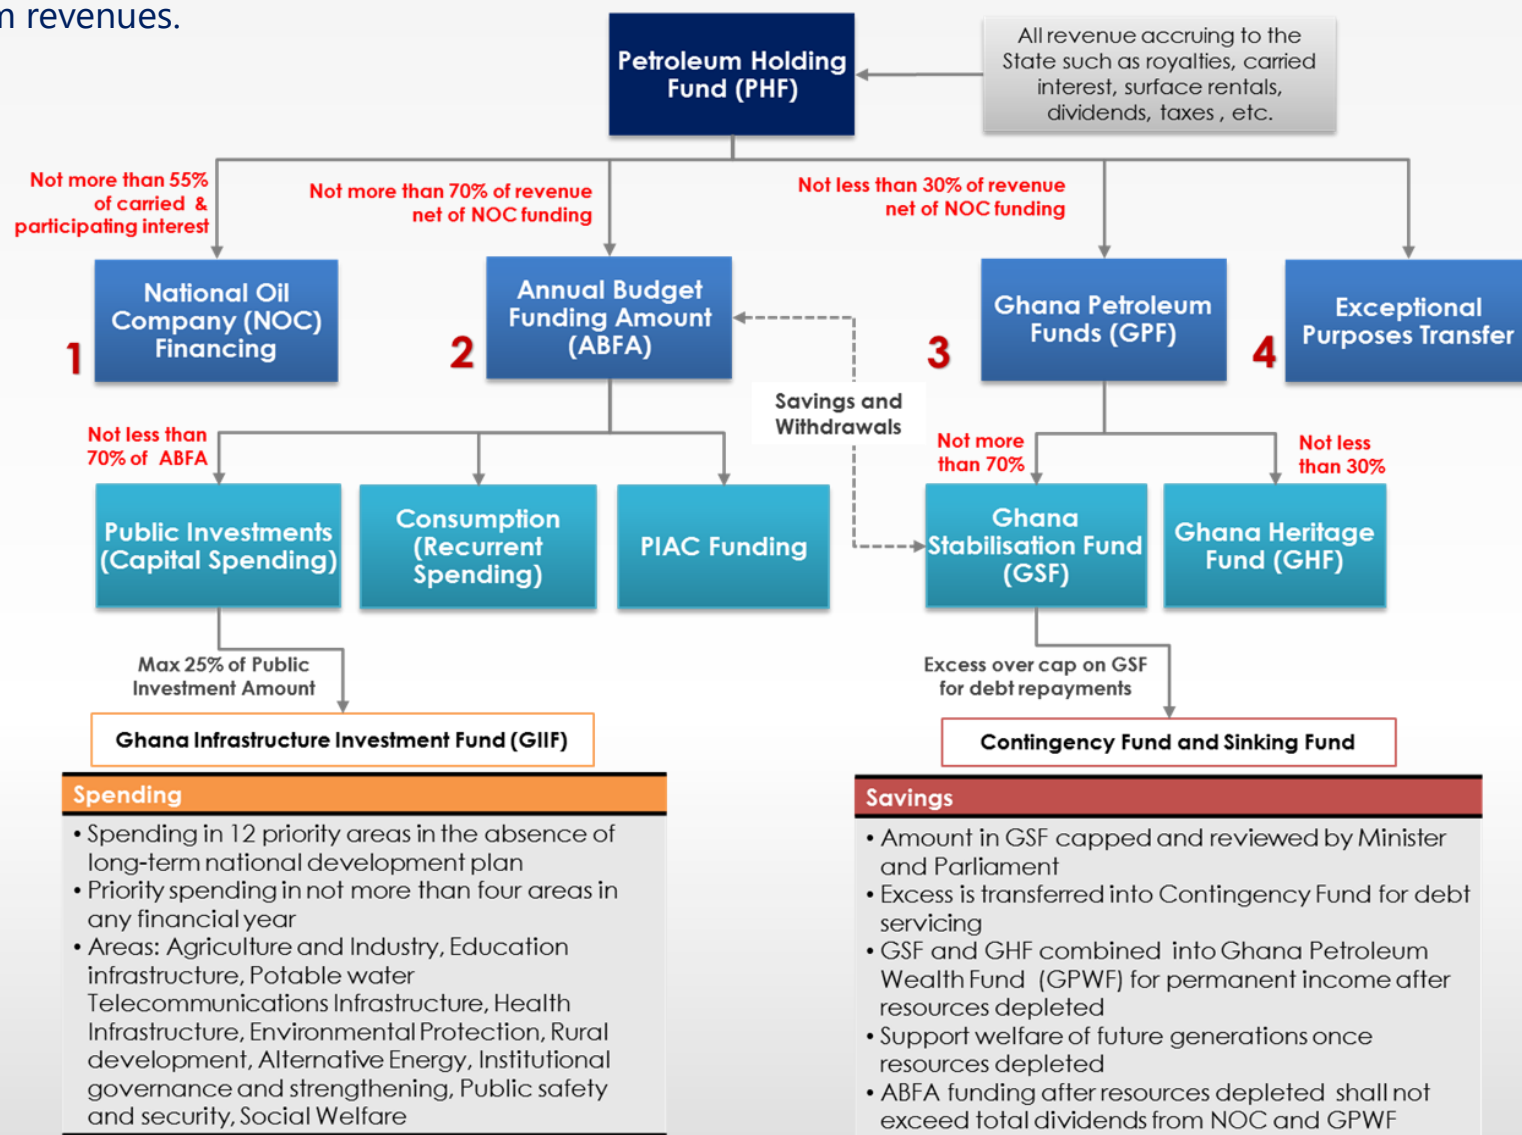 m revenues.
Petroleum Holding
Fund (PHF)
All revenue accruing to the
State such as royalties, carried
interest, surface rentals,
dividends, taxes , etc.
Not more than 55%
of carried &
participating interest
Not more than 70% of revenue
net of NOC funding
Not less than 30% of revenue
net of NOC funding
1
National Oil
Company (NOC)
Financing
2
Annual Budget
Funding Amount
(ABFA)
3
Ghana Petroleum
Funds (GPF)
4
Exceptional
Purposes Transfer
Savings and
Withdrawals
Not less than
70% of ABFA
Not more
than 70%
Not less
than 30%
Public Investments
(Capital Spending)
Consumption
(Recurrent
Spending)
PIAC Funding
Ghana
Stabilisation Fund
(GSF)
Ghana Heritage
Fund (GHF)
Max 25% of Public
Investment Amount
Excess over cap on GSF
for debt repayments
Ghana Infrastructure Investment Fund (GIIF)
Contingency Fund and Sinking Fund
Spending
• Spending in 12 priority areas in the absence of
long-term national development plan
• Priority spending in not more than four areas in
any financial year
• Areas: Agriculture and Industry, Education
infrastructure, Potable water
Telecommunications Infrastructure, Health
Infrastructure, Environmental Protection, Rural
development, Alternative Energy, Institutional
governance and strengthening, Public safety
and security, Social Welfare
Savings
• Amount in GSF capped and reviewed by Minister
and Parliament
• Excess is transferred into Contingency Fund for debt
servicing
• GSF and GHF combined into Ghana Petroleum
Wealth Fund (GPWF) for permanent income after
resources depleted
• Support welfare of future generations once
resources depleted
• ABFA funding after resources depleted shall not
exceed total dividends from NOC and GPWF